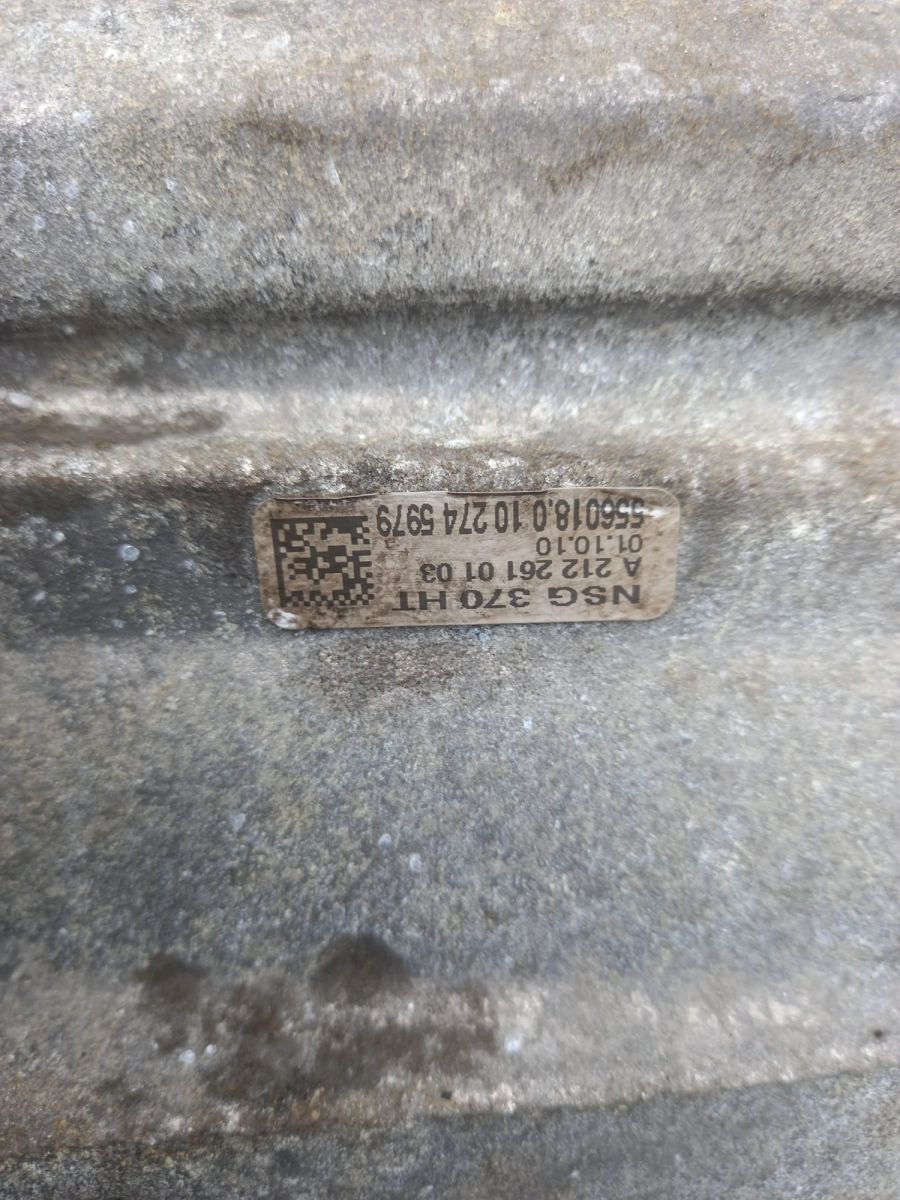 NSG 370 HT
A 212 261 01 03
01.10.10
556018.0 10 274 5979